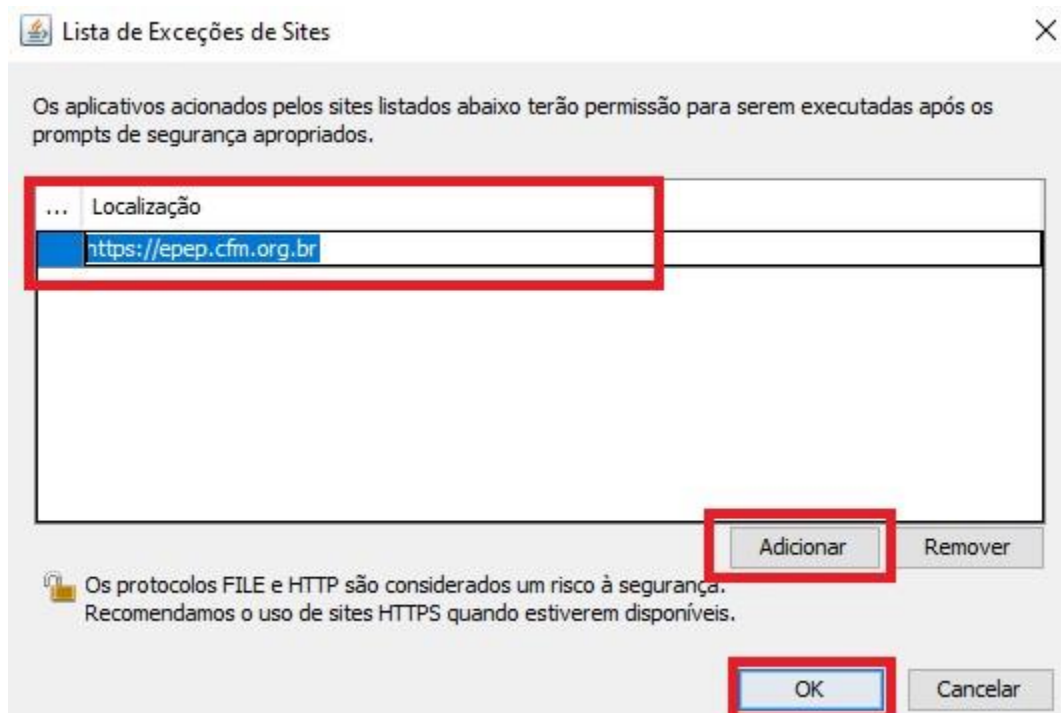 Lista de Exceções de Sites
Os aplicativos acionados pelos sites listados abaixo terão permissão para serem executadas após os
prompts de segurança apropriados.
... Localização
https://epep.cfm.org.br
Adicionar Remover
Os protocolos FILE e HTTP são considerados um risco à segurança.
Recomendamos o uso de sites HTTPS quando estiverem disponíveis.
OK Cancelar